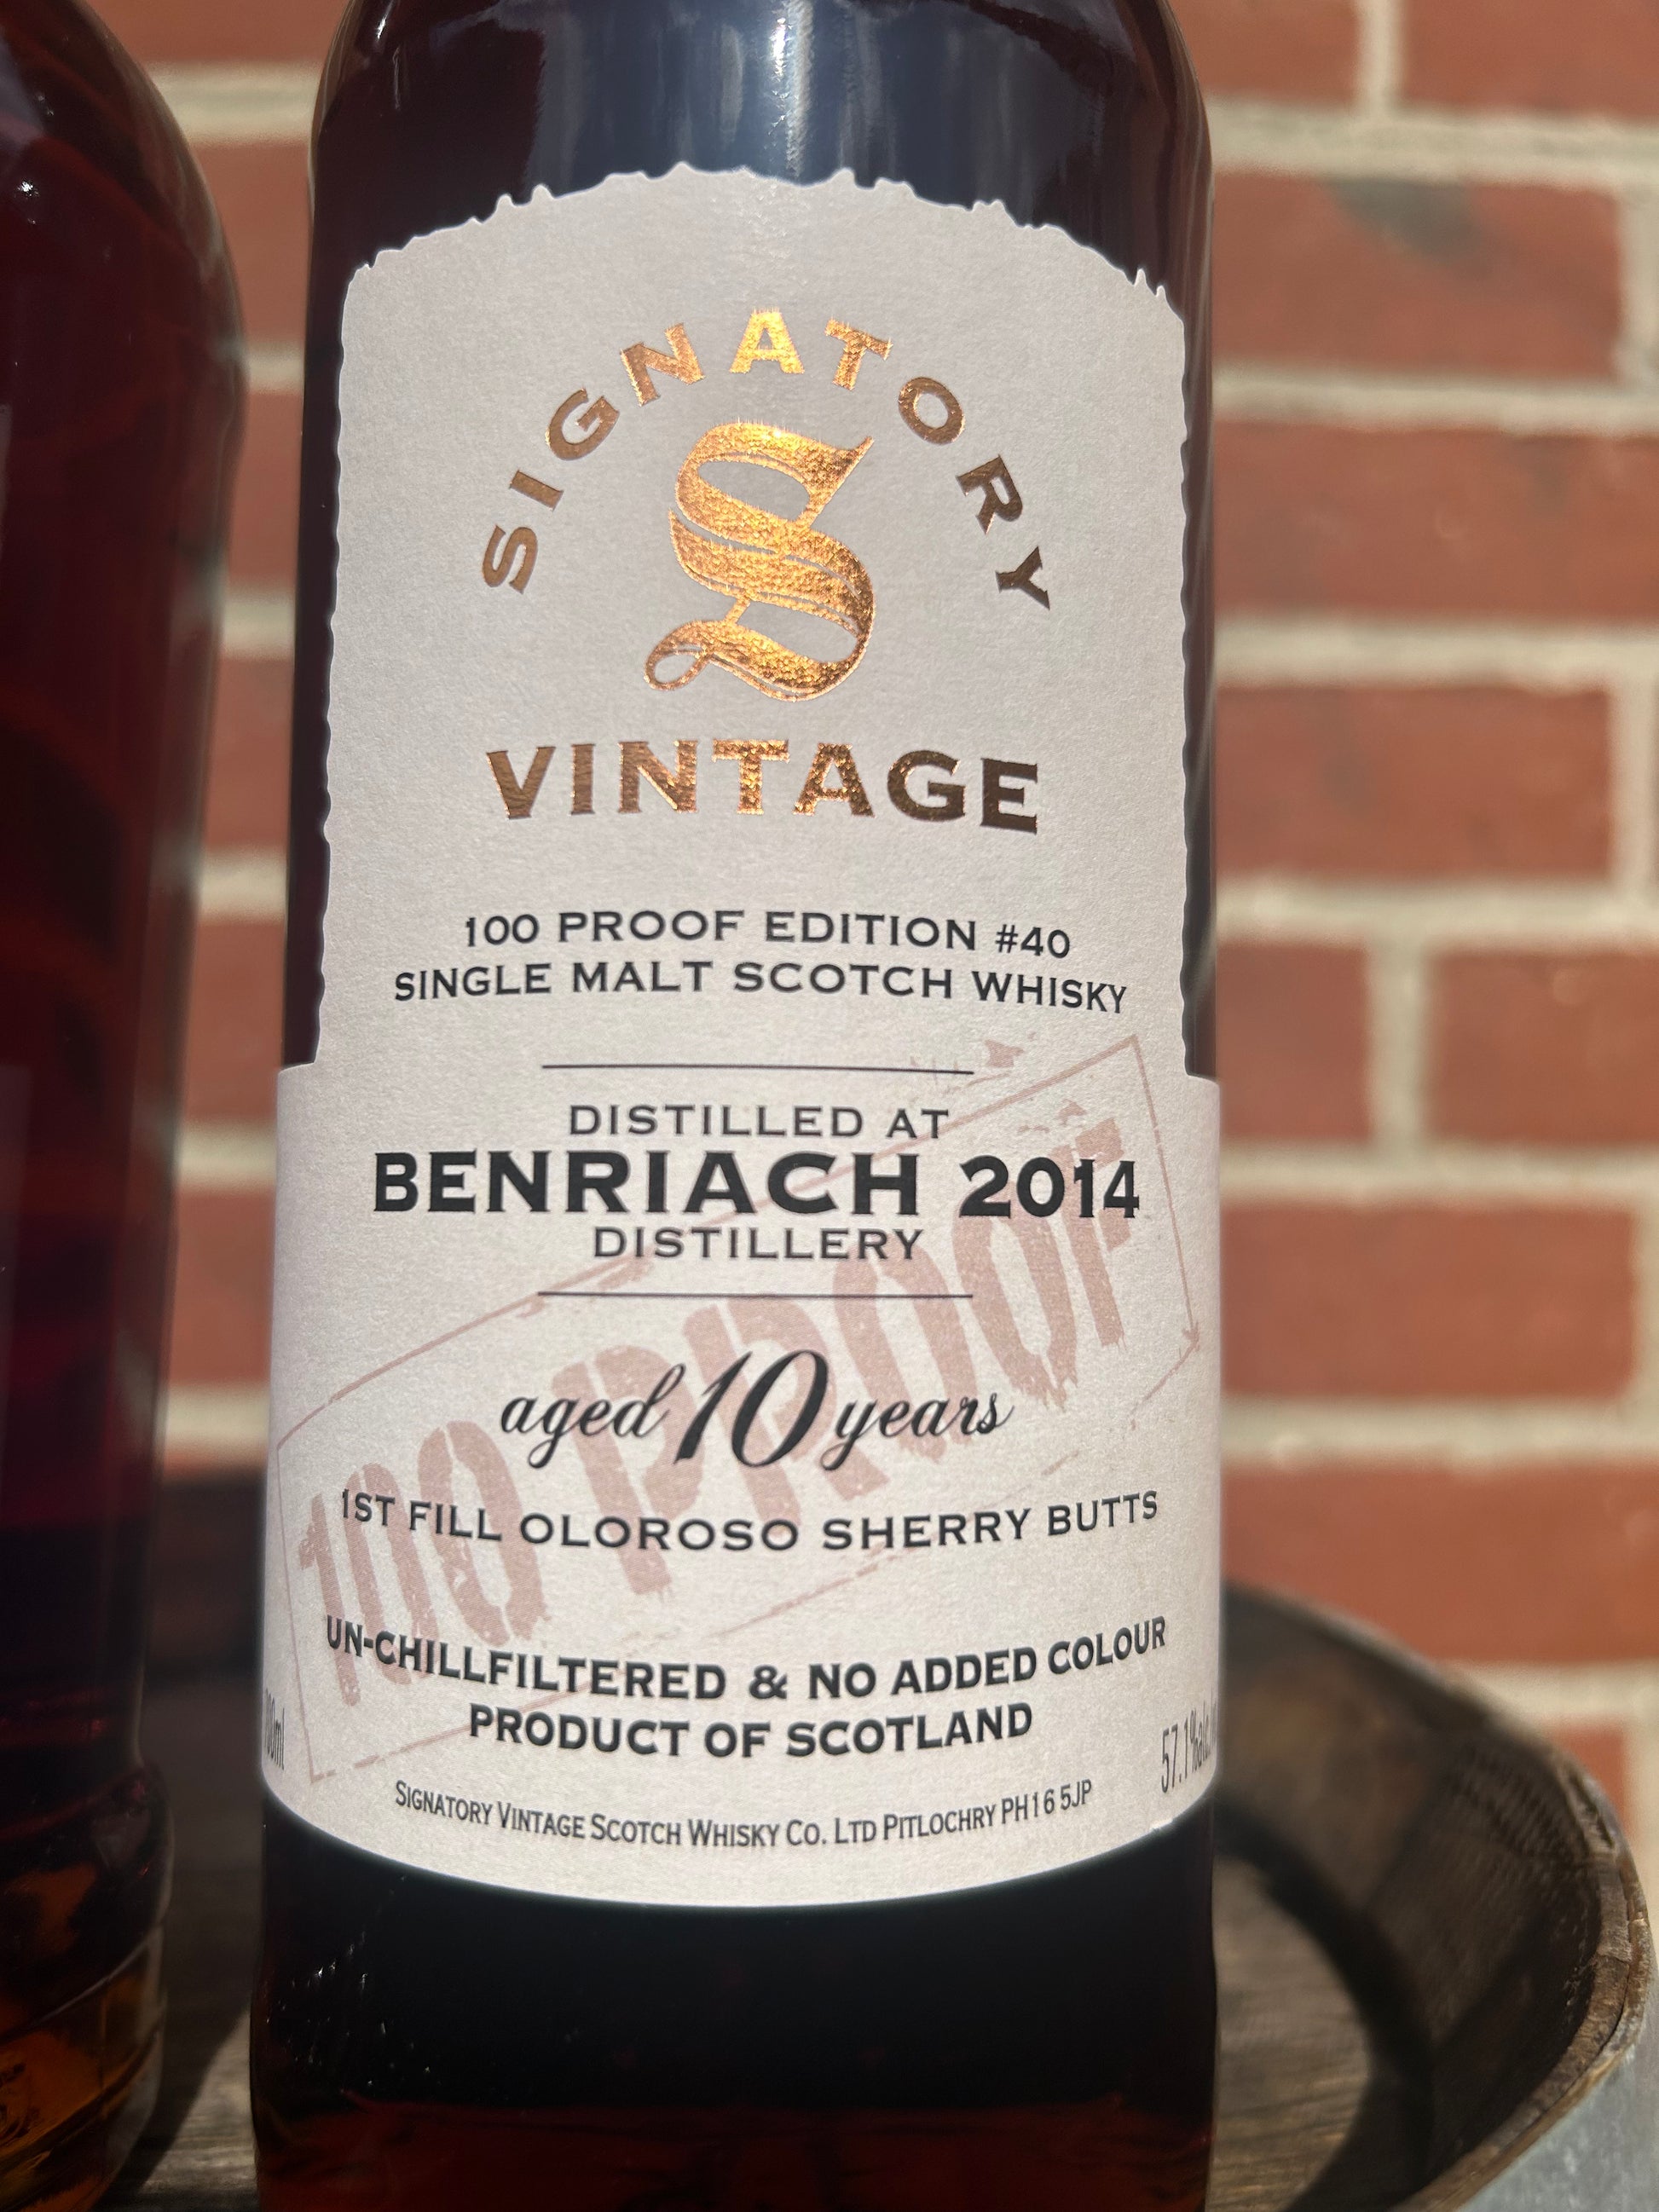 SIGNATORY
S
VINTAGE
100 PROOF EDITION #40
SINGLE MALT SCOTCH WHISKY
DISTILLED AT
BENRIACH 2014
DISTILLERY
aged 10 years
1ST FILL OLOROSO SHERRY BUTTS
100 PROOF
UN-CHILLFILTERED & NO ADDED COLOUR
PRODUCT OF SCOTLAND
57.1%alc.
SIGNATORY VINTAGE SCOTCH WHISKY CO. LTD PITLOCHRY PH16 5JP